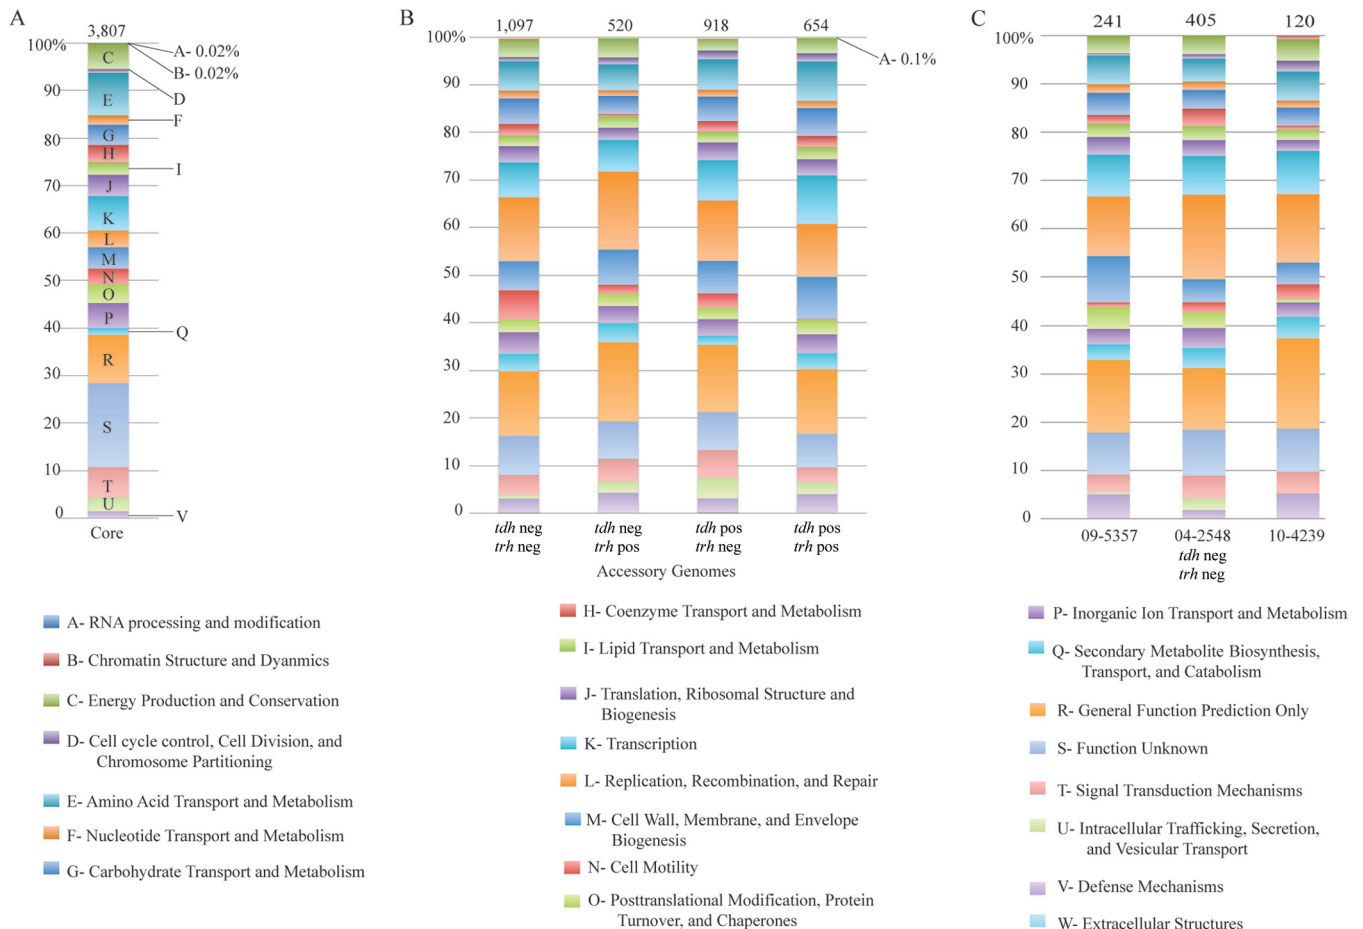 A
3,807
100%
90
80
70
60
50
40
30
20
10
0
C
E
G
H
J
K
L
M
N
O
P
R
S
T
U
A- 0.02%
B- 0.02%
D
F
I
Q
V
Core
B
1,097 520 918 654
100%
90
80
70
60
50
40
30
20
10
0
A- 0.1%
tdh neg tdh neg tdh pos tdh pos
trh neg trh pos trh neg trh pos
Accessory Genomes
C
241 405 120
100%
90
80
70
60
50
40
30
20
10
0
09-5357 04-2548 10-4239
tdh neg
trh neg
A- RNA processing and modification
B- Chromatin Structure and Dyanmics
C- Energy Production and Conservation
D- Cell cycle control, Cell Division, and
Chromosome Partitioning
E- Amino Acid Transport and Metabolism
F- Nucleotide Transport and Metabolism
G- Carbohydrate Transport and Metabolism
H- Coenzyme Transport and Metabolism
I- Lipid Transport and Metabolism
J- Translation, Ribosomal Structure and
Biogenesis
K- Transcription
L- Replication, Recombination, and Repair
M- Cell Wall, Membrane, and Envelope
Biogenesis
N- Cell Motility
O- Posttranslational Modification, Protein
Turnover, and Chaperones
P- Inorganic Ion Transport and Metabolism
Q- Secondary Metabolite Biosynthesis,
Transport, and Catabolism
R- General Function Prediction Only
S- Function Unknown
T- Signal Transduction Mechanisms
U- Intracellular Trafficking, Secretion,
and Vesicular Transport
V- Defense Mechanisms
W- Extracellular Structures